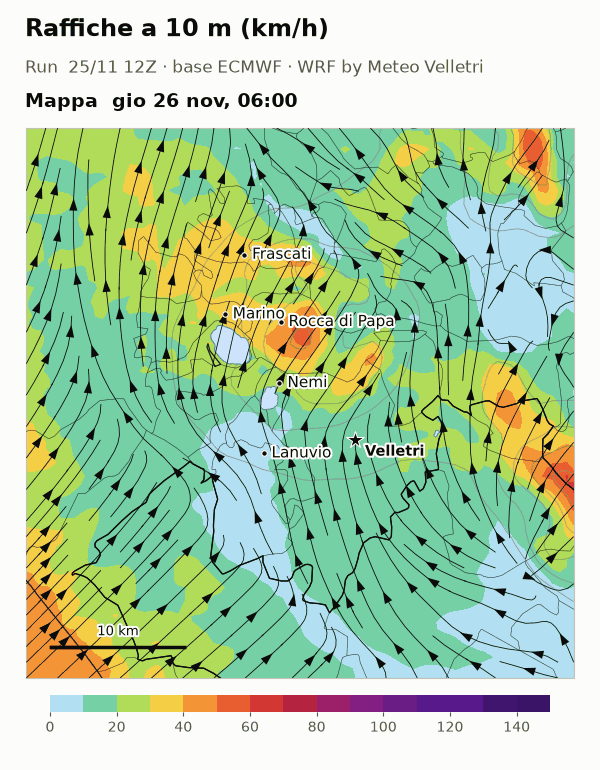 Raffiche a 10 m (km/h)
Run  25/11 12Z · base ECMWF · WRF by Meteo Velletri
Mappa  gio 26 nov, 06:00
Frascati
Marino
Rocca di Papa
Nemi
Velletri
Lanuvio
10 km
0 20 40 60 80 100 120 140